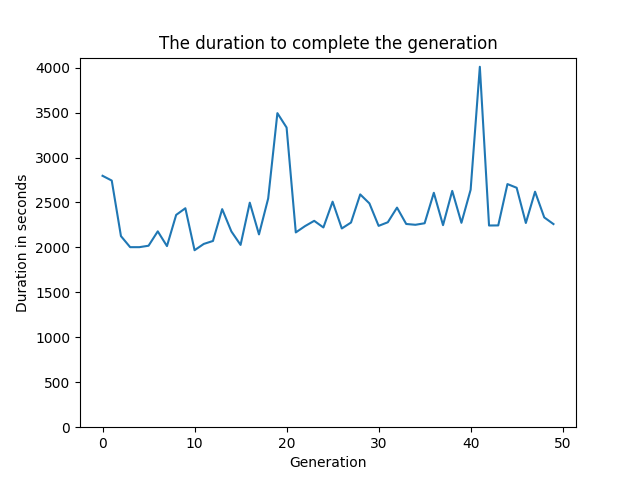 The duration to complete the generation
Duration in seconds
4000
3500
3000
2500
2000
1500
1000
500
0
0 10 20 30 40 50
Generation